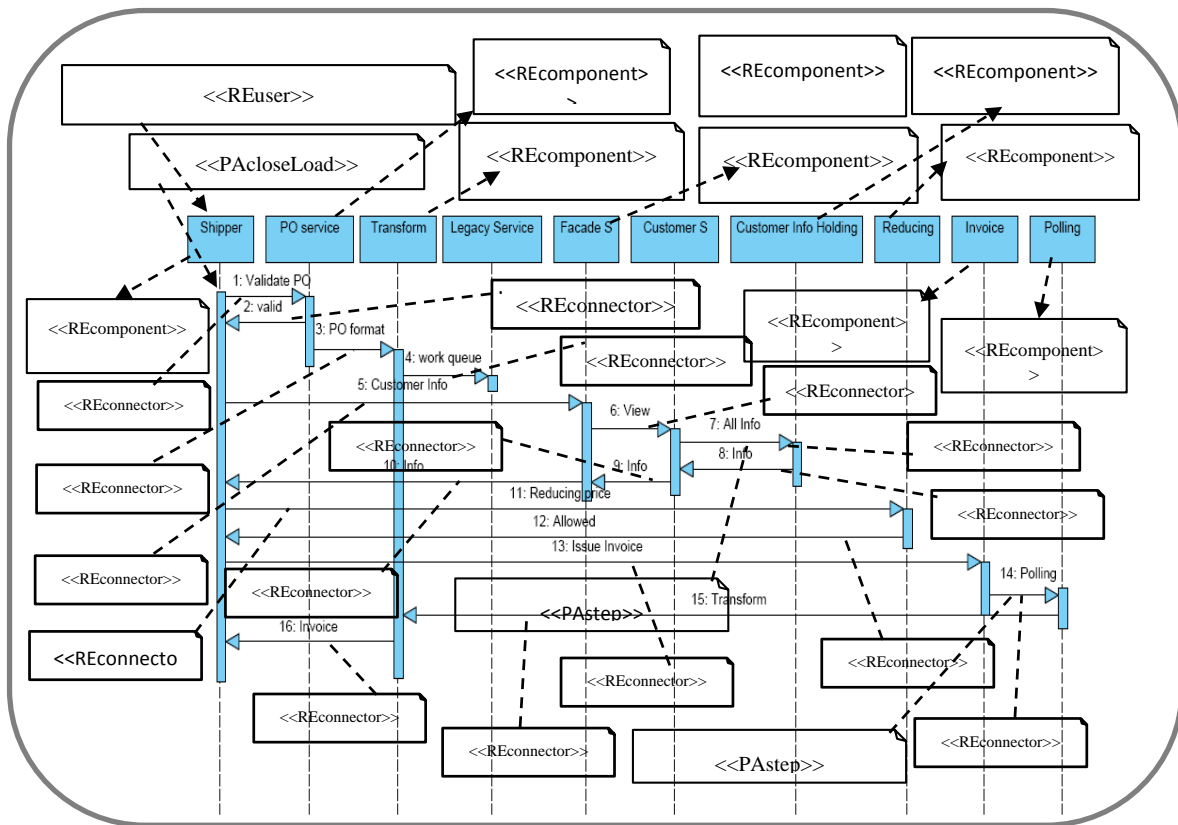 <<REcomponent>
<<REcomponent>>
<<REcomponent>>
<<REuser>>
<<PAcloseLoad>>
<<REcomponent>>
<<REcomponent>>
<<REcomponent>>
Shipper
PO service
Transform
Legacy Service
Facade S
Customer S
Customer Info Holding
Reducing
Invoice
Polling
1: Validate PO
2: valid
<<REconnector>>
3: PO format
<<REcomponent>>
<<REcomponent>
>
<<REcomponent>
>
4: work queue
<<REconnector>>
5: Customer Info
<<REconnector>>
<<REconnector>
6: View
7: All Info
<<REconnector>>
<<REconnector>>
8: Info
9: Info
10: Info
<<REconnector>>
11: Reducing price
<<REconnector>>
12: Allowed
13: Issue Invoice
<<REconnector>>
<<REconnector>>
14: Polling
<<PAstep>>
15: Transform
16: Invoice
<<REconnecto
<<REconnector>>
<<REconnector>>
<<REconnector>>
<<REconnector>>
<<REconnector>>
<<PAstep>>